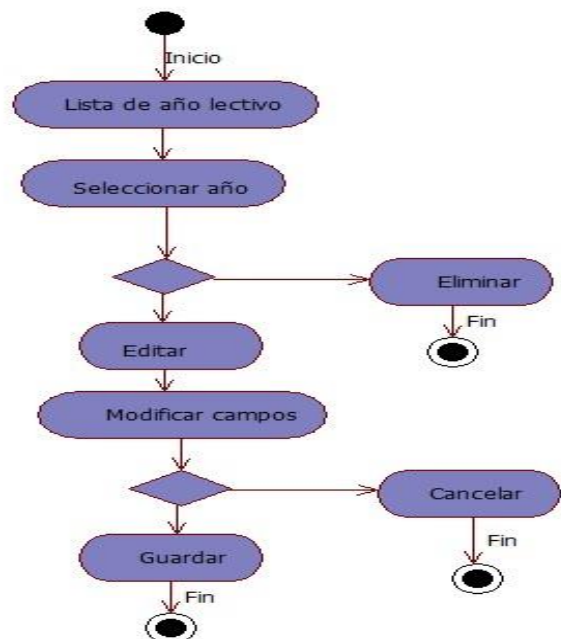 Inicio
Lista de año lectivo
Seleccionar año
Eliminar
Fin
Editar
Modificar campos
Cancelar
Fin
Guardar
Fin